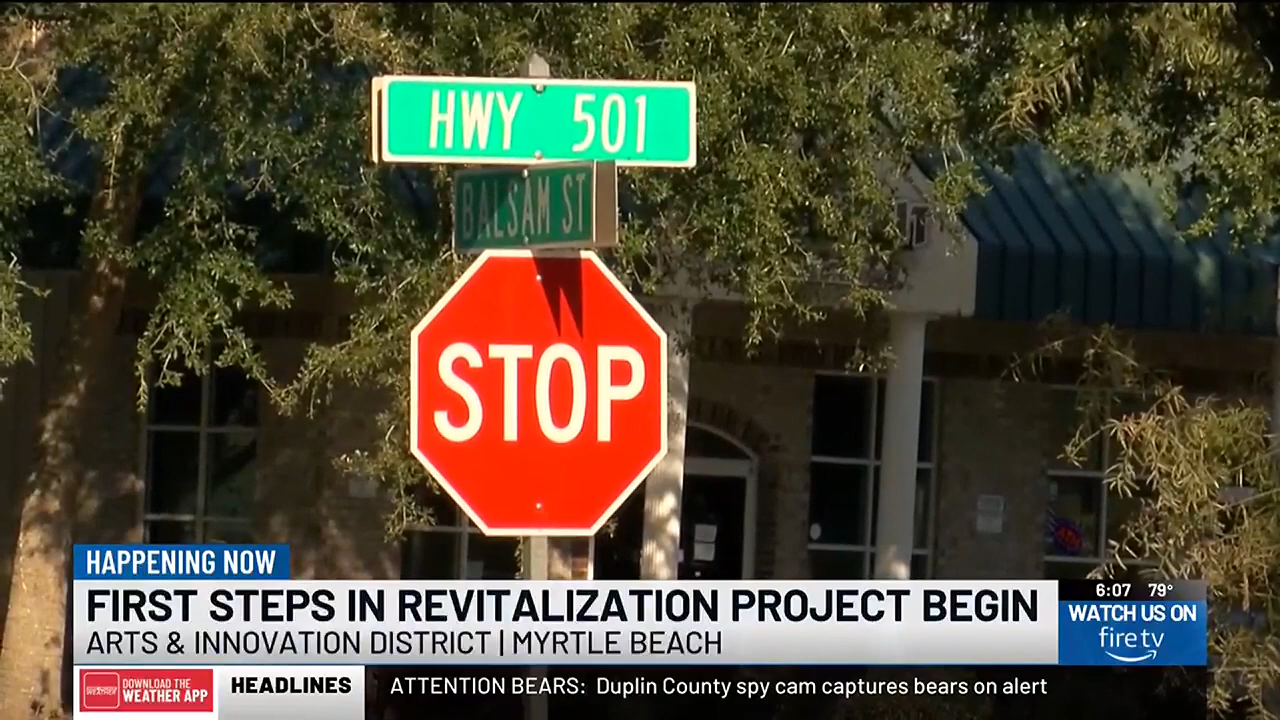 HWY 501
BALSAM ST
STOP
HAPPENING NOW
FIRST STEPS IN REVITALIZATION PROJECT BEGIN
ARTS & INNOVATION DISTRICT | MYRTLE BEACH
6:07 79°
WATCH US ON
fire tv
DOWNLOAD THE
WEATHER APP
HEADLINES
ATTENTION BEARS: Duplin County spy cam captures bears on alert